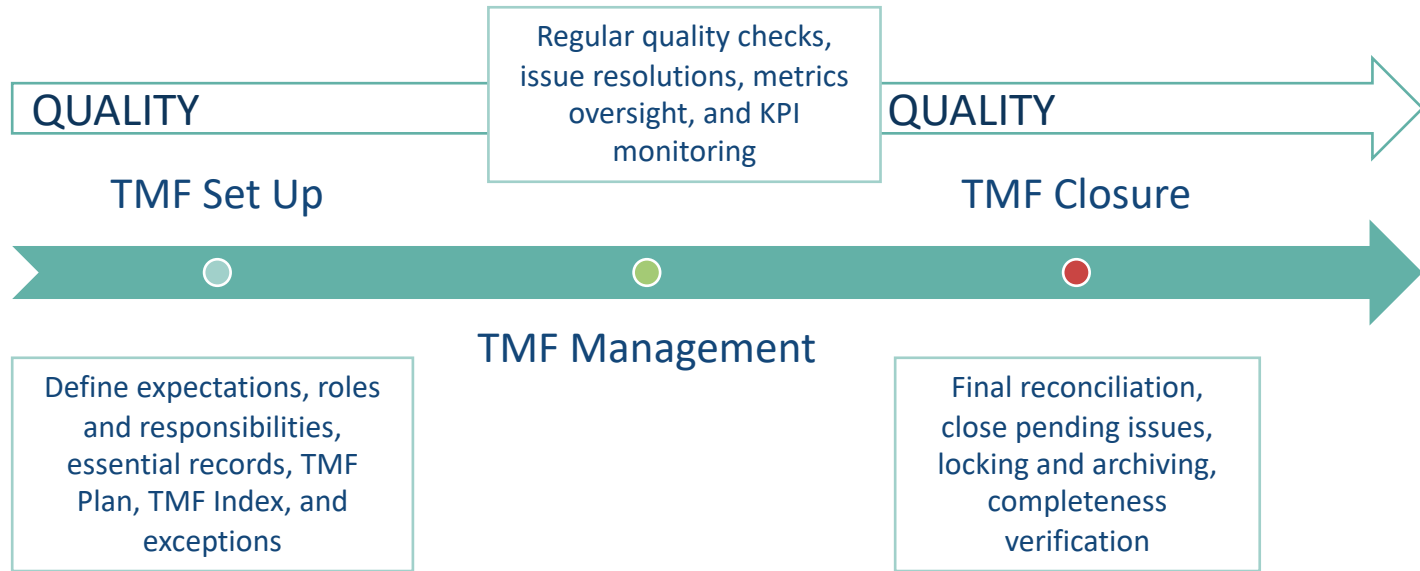 Regular quality checks,
issue resolutions, metrics
oversight, and KPI
monitoring
QUALITY
QUALITY
TMF Set Up
TMF Closure
TMF Management
Define expectations, roles
and responsibilities,
essential records, TMF
Plan, TMF Index, and
exceptions
Final reconciliation,
close pending issues,
locking and archiving,
completeness
verification